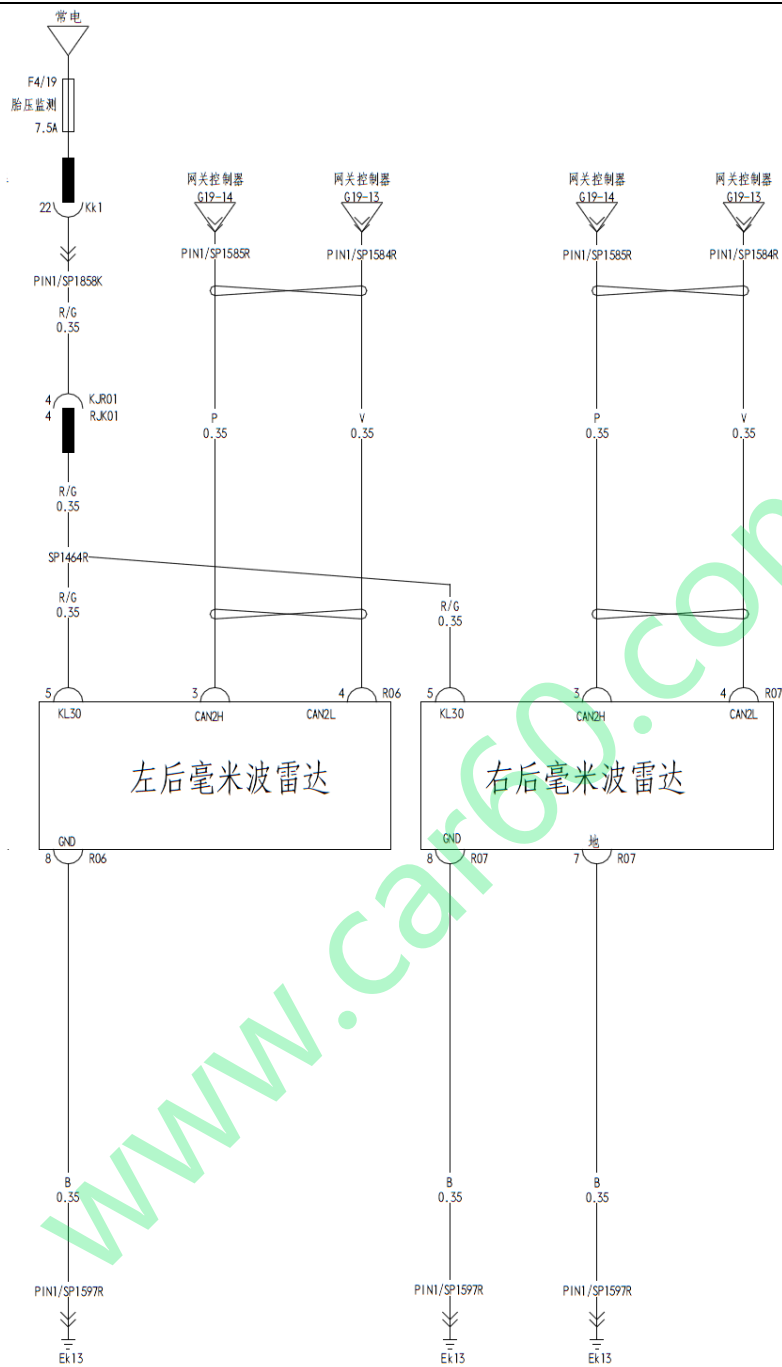 常电
F4/19
胎压监测
7.5A
22 Kk1
PIN1/SP1858K
R/G
0.35
4 KJR01
4 RJK01
R/G
0.35
SP1464R
R/G
0.35
网关控制器
G19-14
PIN1/SP1585R
P
0.35
网关控制器
G19-13
PIN1/SP1584R
V
0.35
网关控制器
G19-14
PIN1/SP1585R
P
0.35
网关控制器
G19-13
PIN1/SP1584R
V
0.35
R/G
0.35
5 3 4 R06
KL30 CAN2H CAN2L
左后毫米波雷达
GND
8 R06
5 3 4 R07
KL30 CAN2H CAN2L
右后毫米波雷达
GND 地
8 R07 7 R07
B
0.35
B
0.35
B
0.35
PIN1/SP1597R
PIN1/SP1597R
PIN1/SP1597R
Ek13
Ek13
Ek13
www.car60.com